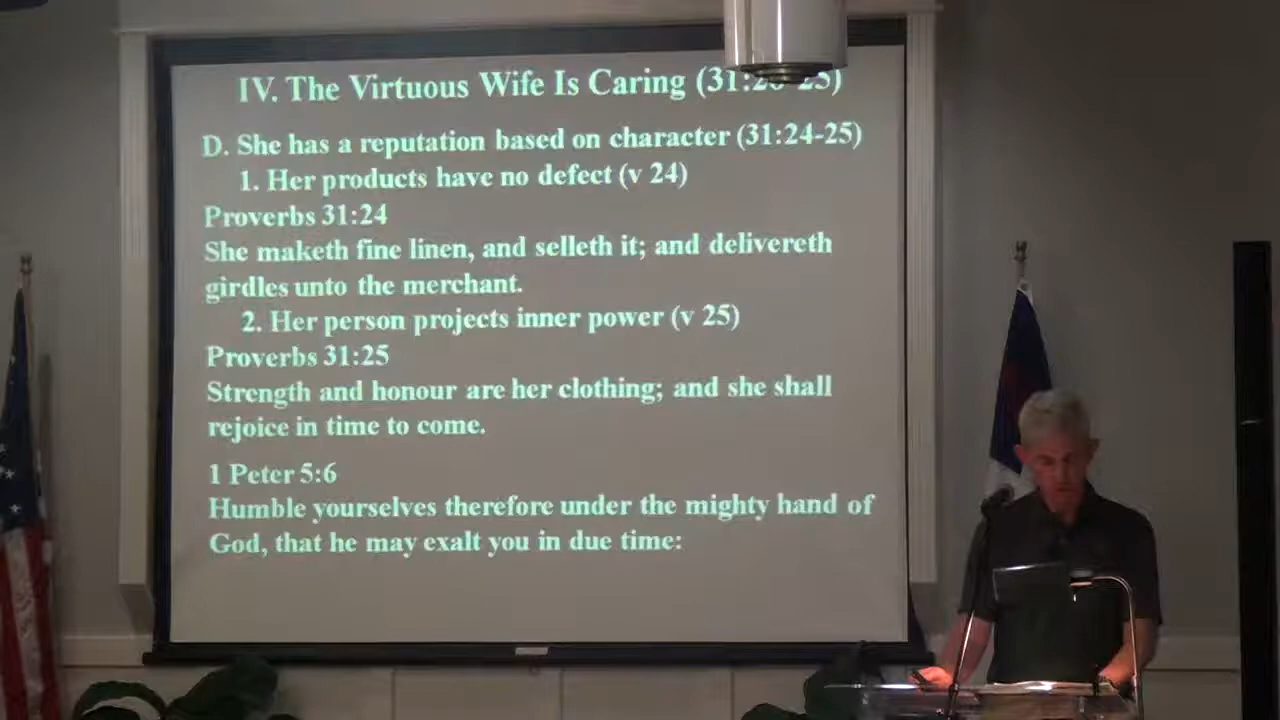 IV. The Virtuous Wife Is Caring (31:20-25)
D. She has a reputation based on character (31:24-25)
1. Her products have no defect (v 24)
Proverbs 31:24
She maketh fine linen, and selleth it; and delivereth
girdles unto the merchant.
2. Her person projects inner power (v 25)
Proverbs 31:25
Strength and honour are her clothing; and she shall
rejoice in time to come.
1 Peter 5:6
Humble yourselves therefore under the mighty hand of
God, that he may exalt you in due time: